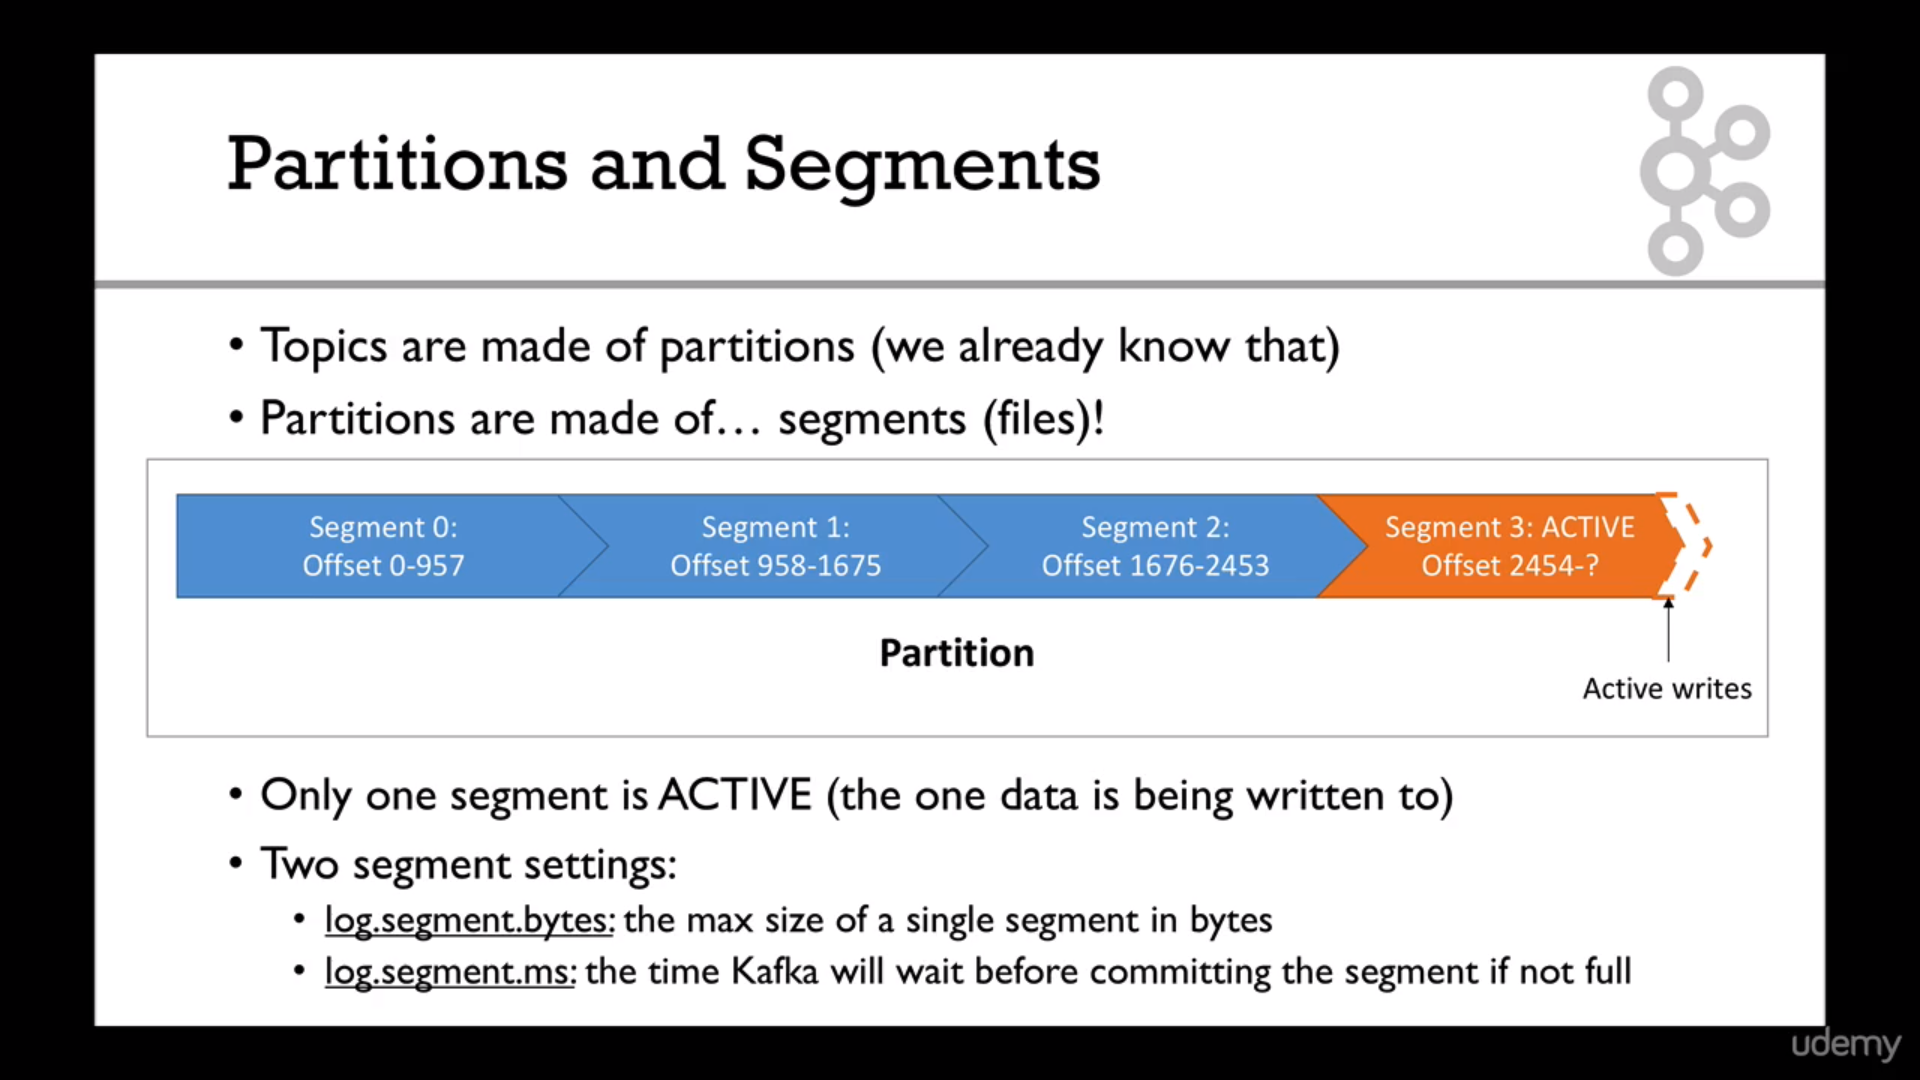 Partitions and Segments
• Topics are made of partitions (we already know that)
• Partitions are made of… segments (files)!
Segment 0:
Offset 0-957
Segment 1:
Offset 958-1675
Segment 2:
Offset 1676-2453
Segment 3: ACTIVE
Offset 2454-?
Partition
Active writes
• Only one segment is ACTIVE (the one data is being written to)
• Two segment settings:
• log.segment.bytes: the max size of a single segment in bytes
• log.segment.ms: the time Kafka will wait before committing the segment if not full
udemy